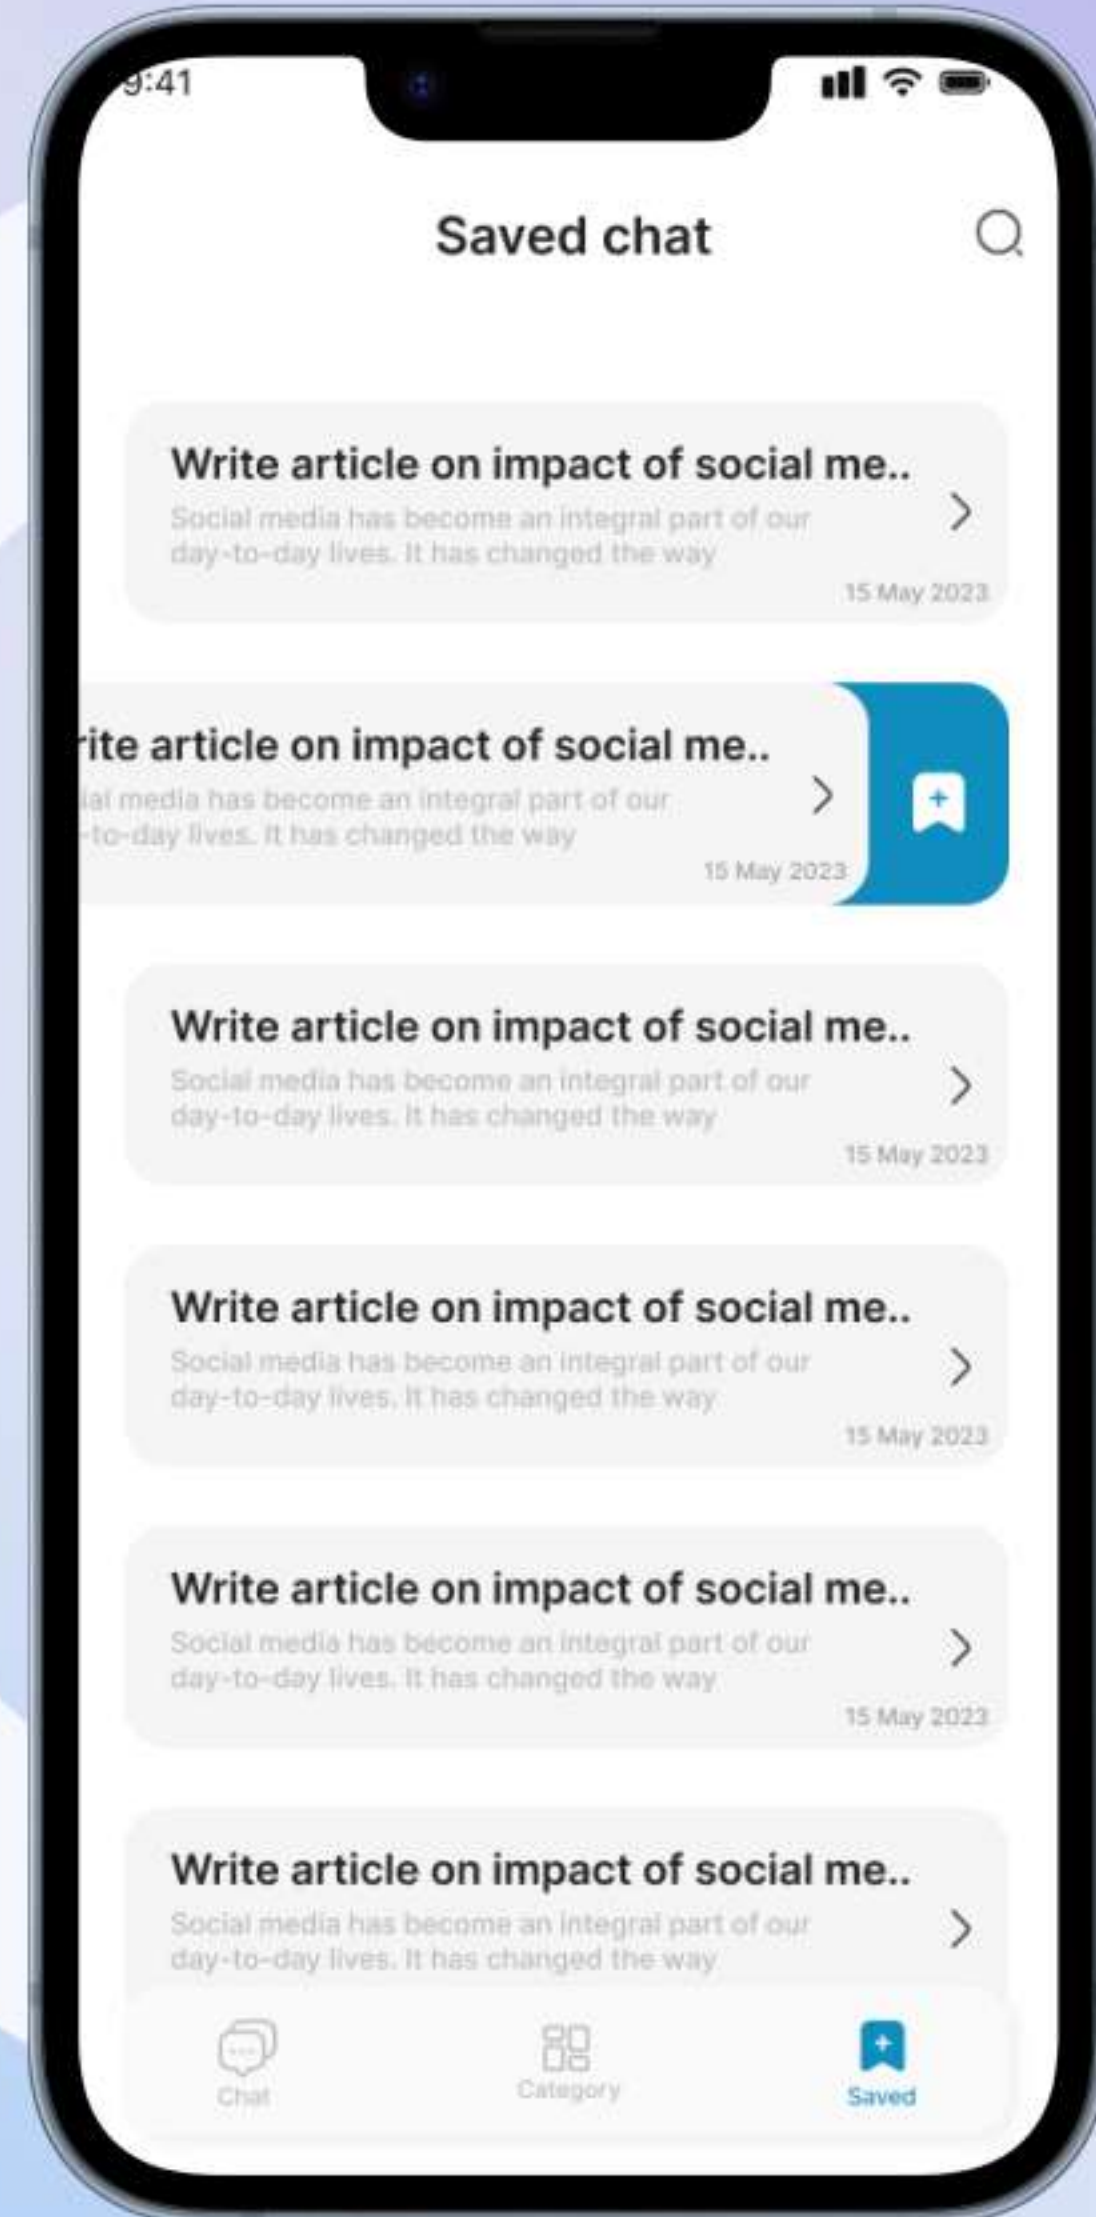 9:41
Saved chat
Write article on impact of social me..
Social media has become an integral part of our
day-to-day lives. It has changed the way
15 May 2023
rite article on impact of social me..
ial media has become an integral part of our
-to-day lives. It has changed the way
15 May 2023
Write article on impact of social me..
Social media has become an integral part of our
day-to-day lives. It has changed the way
15 May 2023
Write article on impact of social me..
Social media has become an integral part of our
day-to-day lives. It has changed the way
15 May 2023
Write article on impact of social me..
Social media has become an integral part of our
day-to-day lives. It has changed the way
15 May 2023
Write article on impact of social me..
Social media has become an integral part of our
day-to-day lives. It has changed the way
Chat
Category
Saved